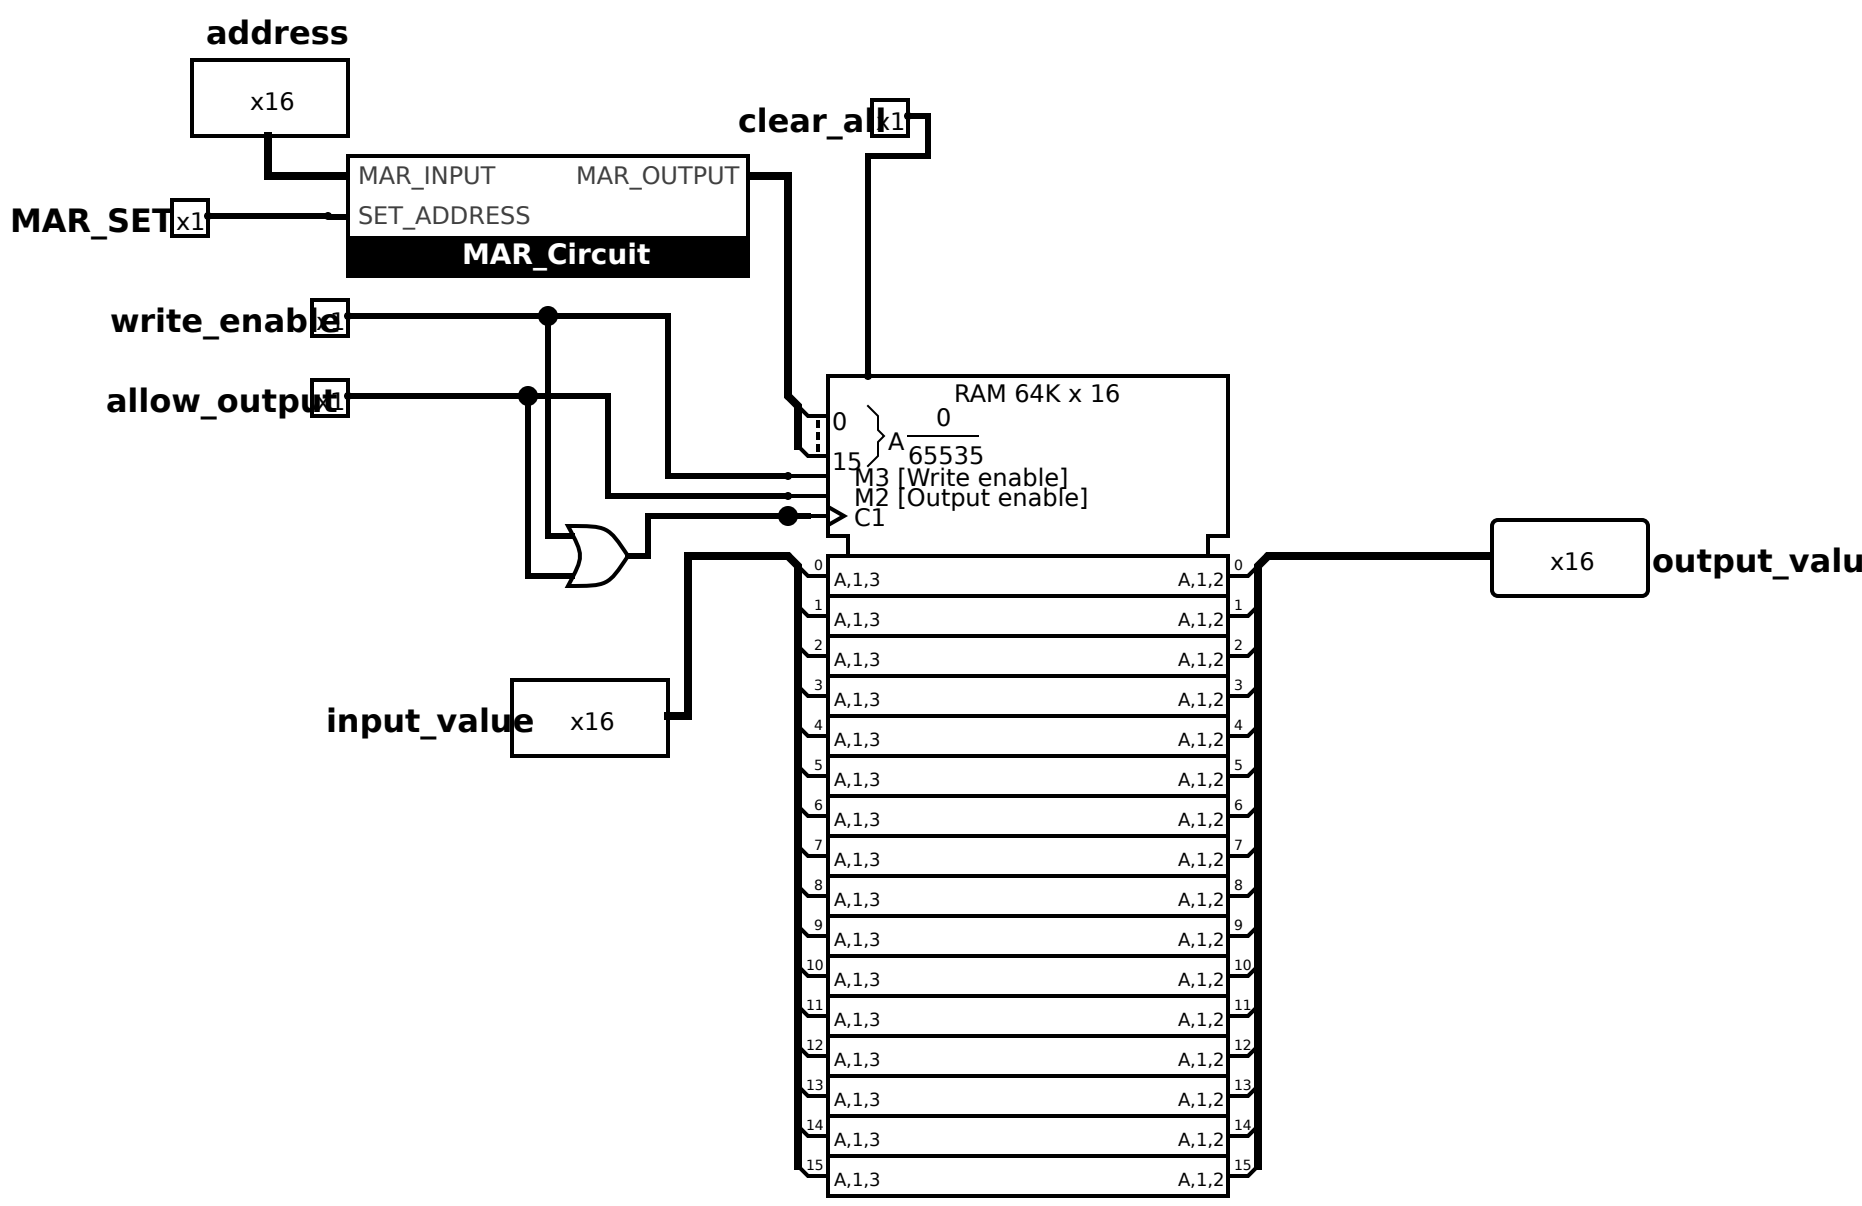 address
x16
clear_all
x1
MAR_INPUT MAR_OUTPUT
MAR_SET
x1
SET_ADDRESS
MAR_Circuit
write_enable
x1
allow_output
x1
RAM 64K x 16
0
15
A
0
65535
M3 [Write enable]
M2 [Output enable]
C1
input_value
x16
x16
output_valu
0 A,1,3 A,1,2 0
1 A,1,3 A,1,2 1
2 A,1,3 A,1,2 2
3 A,1,3 A,1,2 3
4 A,1,3 A,1,2 4
5 A,1,3 A,1,2 5
6 A,1,3 A,1,2 6
7 A,1,3 A,1,2 7
8 A,1,3 A,1,2 8
9 A,1,3 A,1,2 9
10 A,1,3 A,1,2 10
11 A,1,3 A,1,2 11
12 A,1,3 A,1,2 12
13 A,1,3 A,1,2 13
14 A,1,3 A,1,2 14
15 A,1,3 A,1,2 15